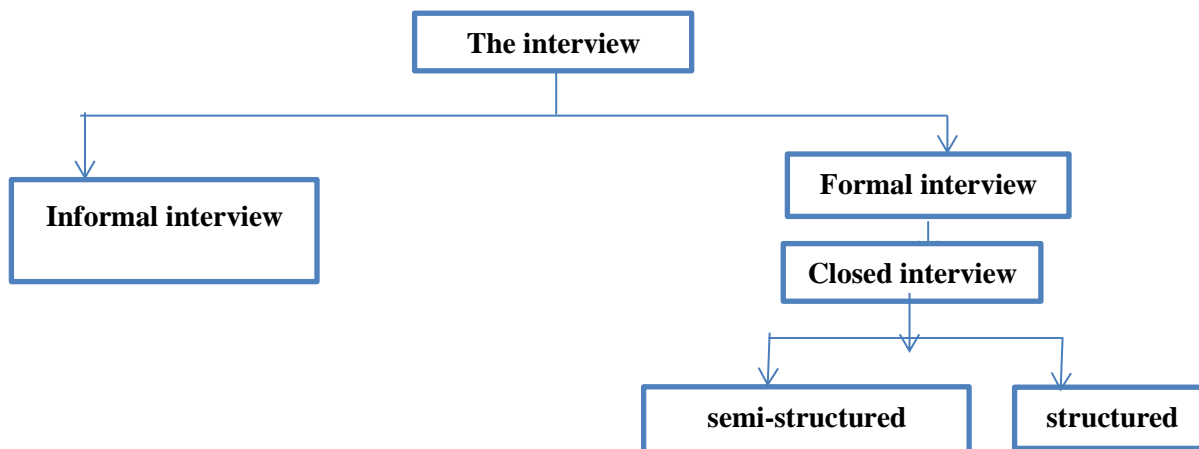 The interview
Formal interview
Informal interview
Closed interview
semi-structured
structured